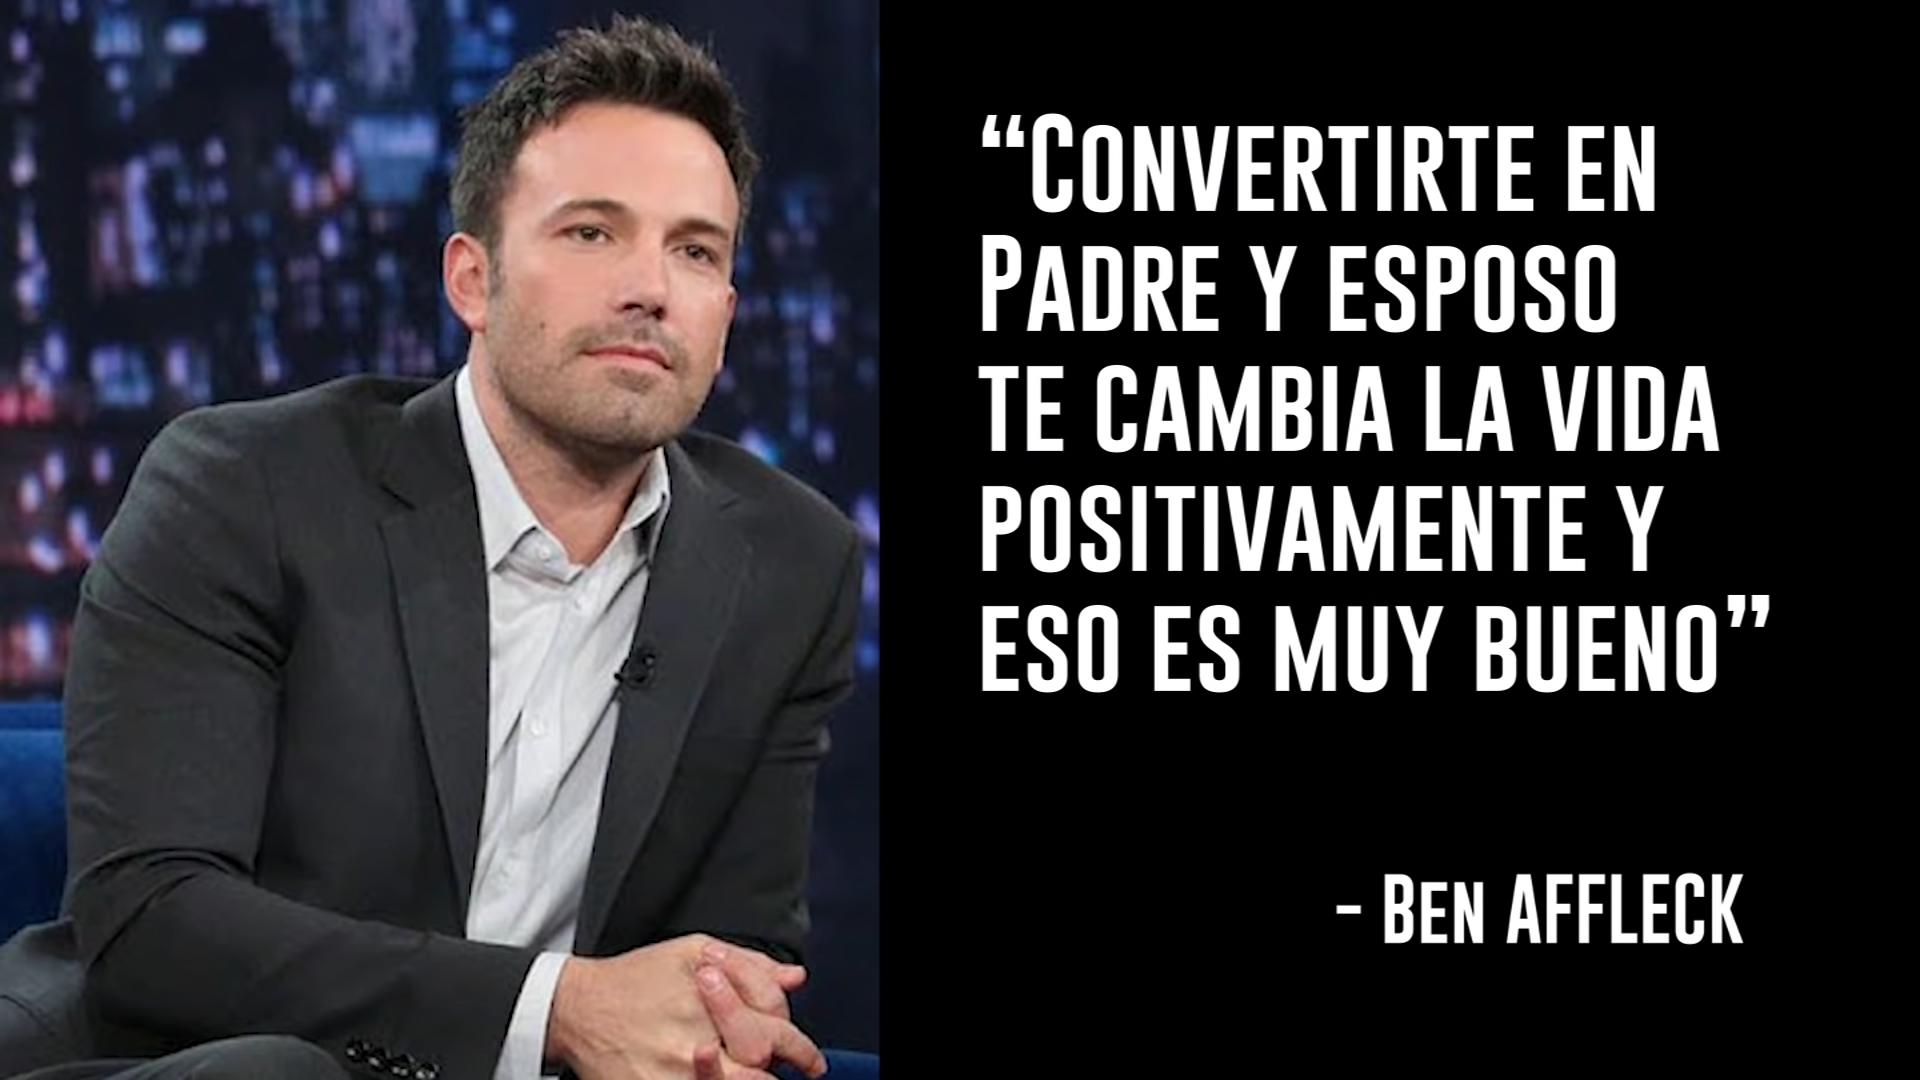 “Convertirte en
Padre y esposo
te cambia la vida
positivamente y
eso es muy bueno”
- Ben AFFLECK